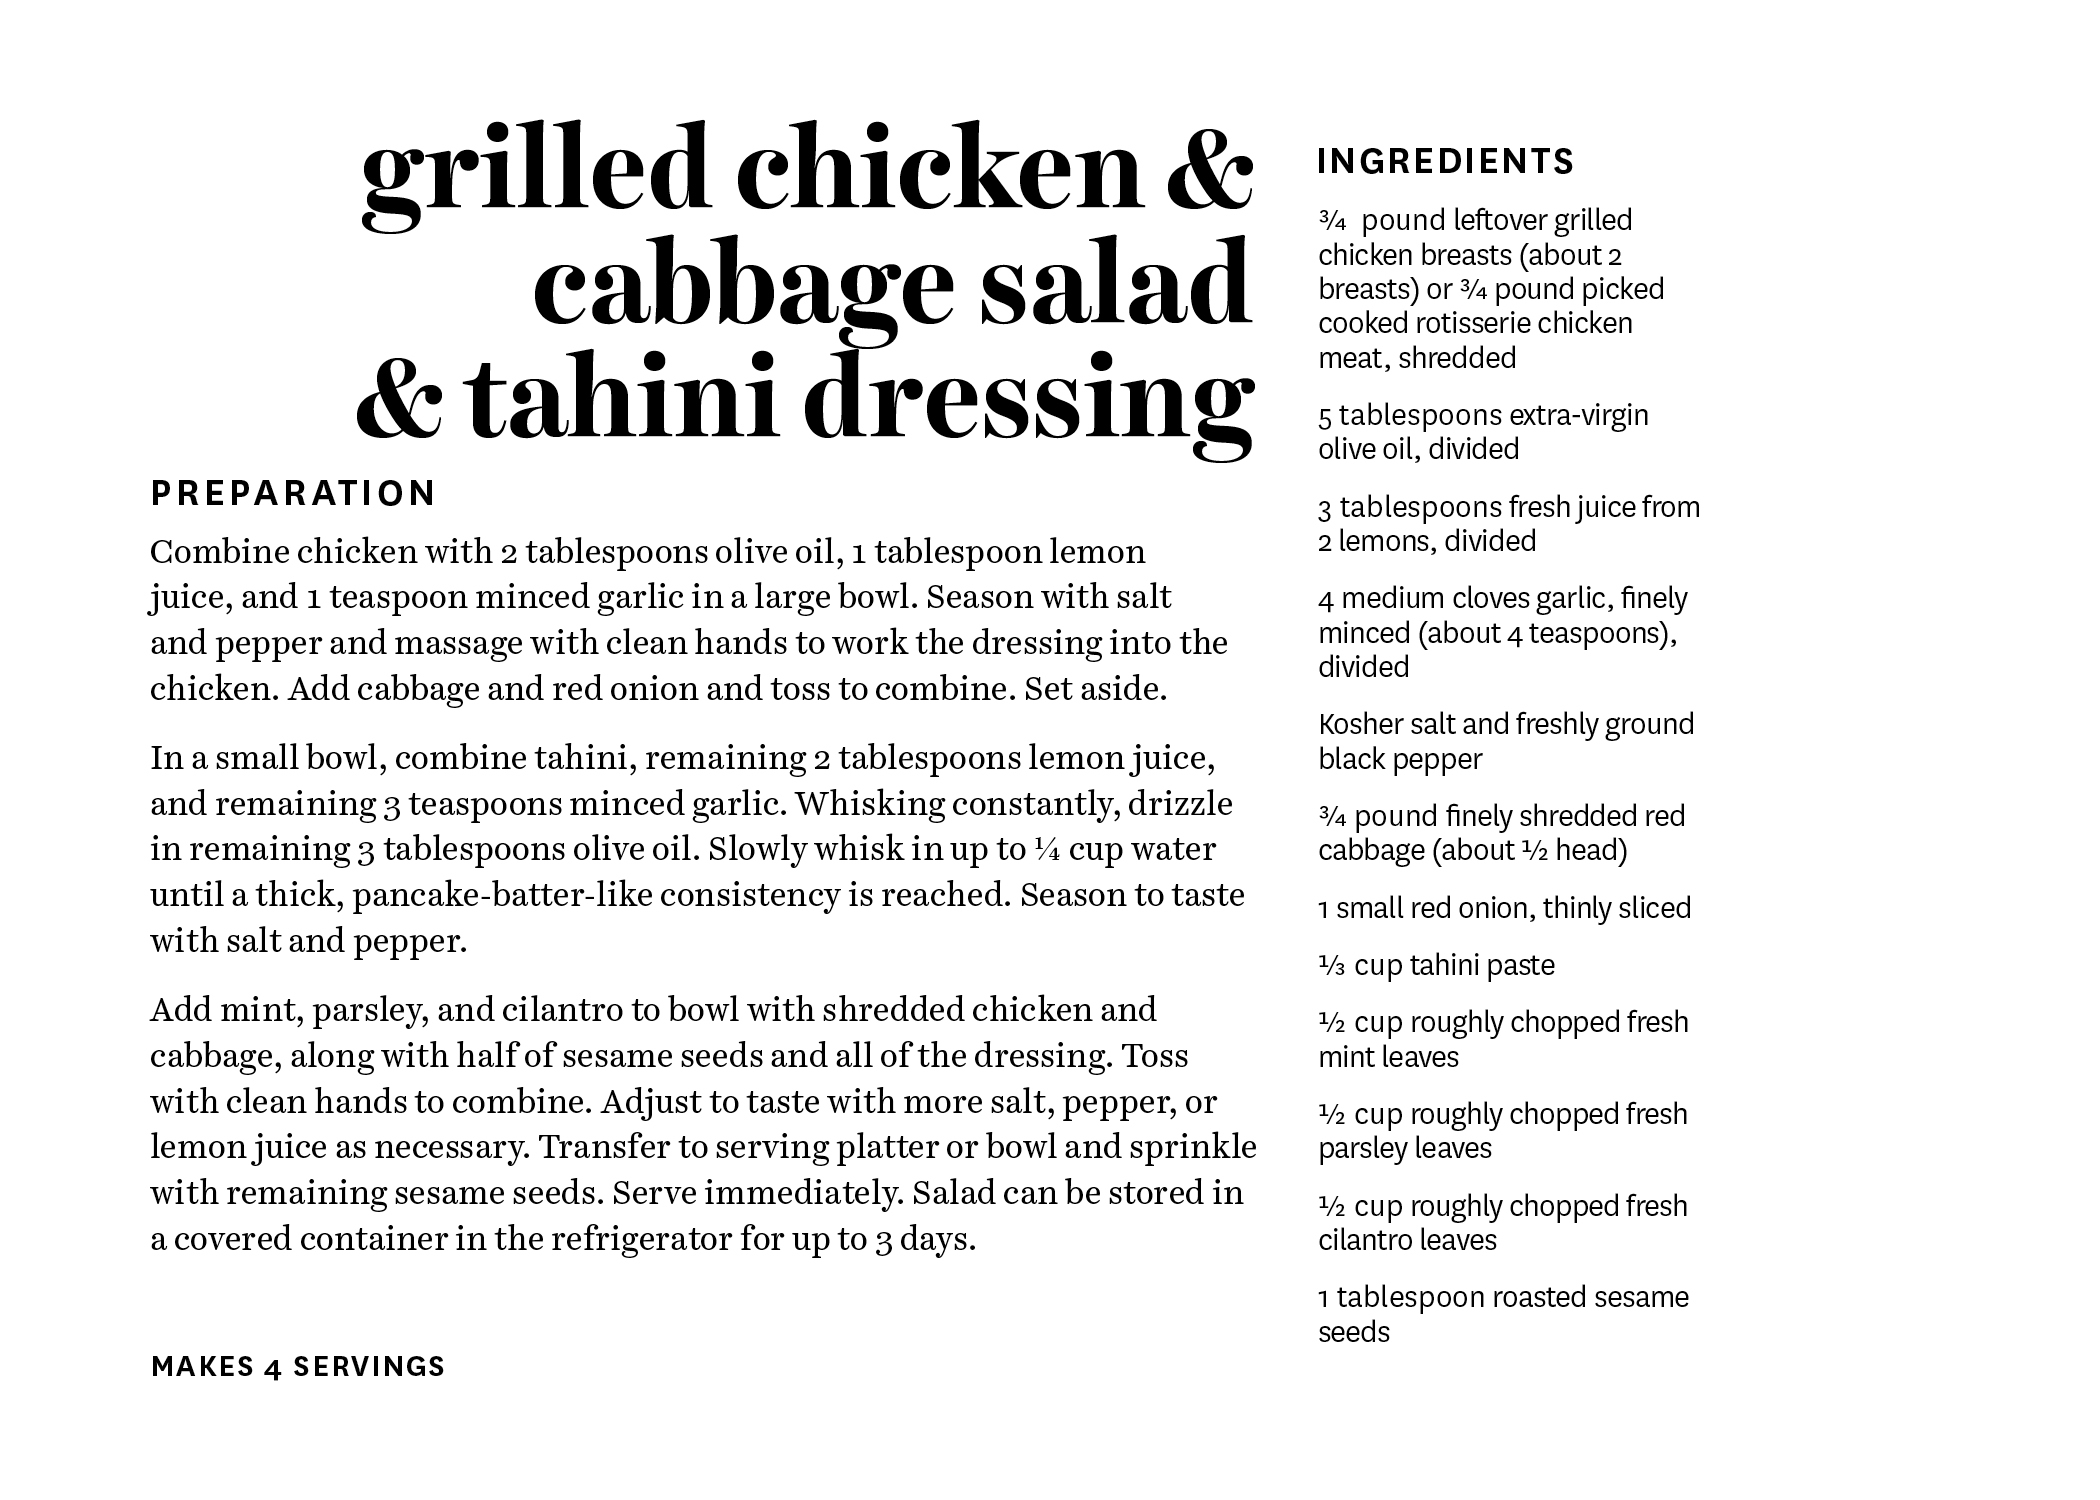 grilled chicken &
cabbage salad
& tahini dressing
PREPARATION
Combine chicken with 2 tablespoons olive oil, 1 tablespoon lemon
juice, and 1 teaspoon minced garlic in a large bowl. Season with salt
and pepper and massage with clean hands to work the dressing into the
chicken. Add cabbage and red onion and toss to combine. Set aside.
In a small bowl, combine tahini, remaining 2 tablespoons lemon juice,
and remaining 3 teaspoons minced garlic. Whisking constantly, drizzle
in remaining 3 tablespoons olive oil. Slowly whisk in up to ¼ cup water
until a thick, pancake-batter-like consistency is reached. Season to taste
with salt and pepper.
Add mint, parsley, and cilantro to bowl with shredded chicken and
cabbage, along with half of sesame seeds and all of the dressing. Toss
with clean hands to combine. Adjust to taste with more salt, pepper, or
lemon juice as necessary. Transfer to serving platter or bowl and sprinkle
with remaining sesame seeds. Serve immediately. Salad can be stored in
a covered container in the refrigerator for up to 3 days.
MAKES 4 SERVINGS
INGREDIENTS
¾ pound leftover grilled
chicken breasts (about 2
breasts) or ¾ pound picked
cooked rotisserie chicken
meat, shredded
5 tablespoons extra-virgin
olive oil, divided
3 tablespoons fresh juice from
2 lemons, divided
4 medium cloves garlic, finely
minced (about 4 teaspoons),
divided
Kosher salt and freshly ground
black pepper
¾ pound finely shredded red
cabbage (about ½ head)
1 small red onion, thinly sliced
⅓ cup tahini paste
½ cup roughly chopped fresh
mint leaves
½ cup roughly chopped fresh
parsley leaves
½ cup roughly chopped fresh
cilantro leaves
1 tablespoon roasted sesame
seeds